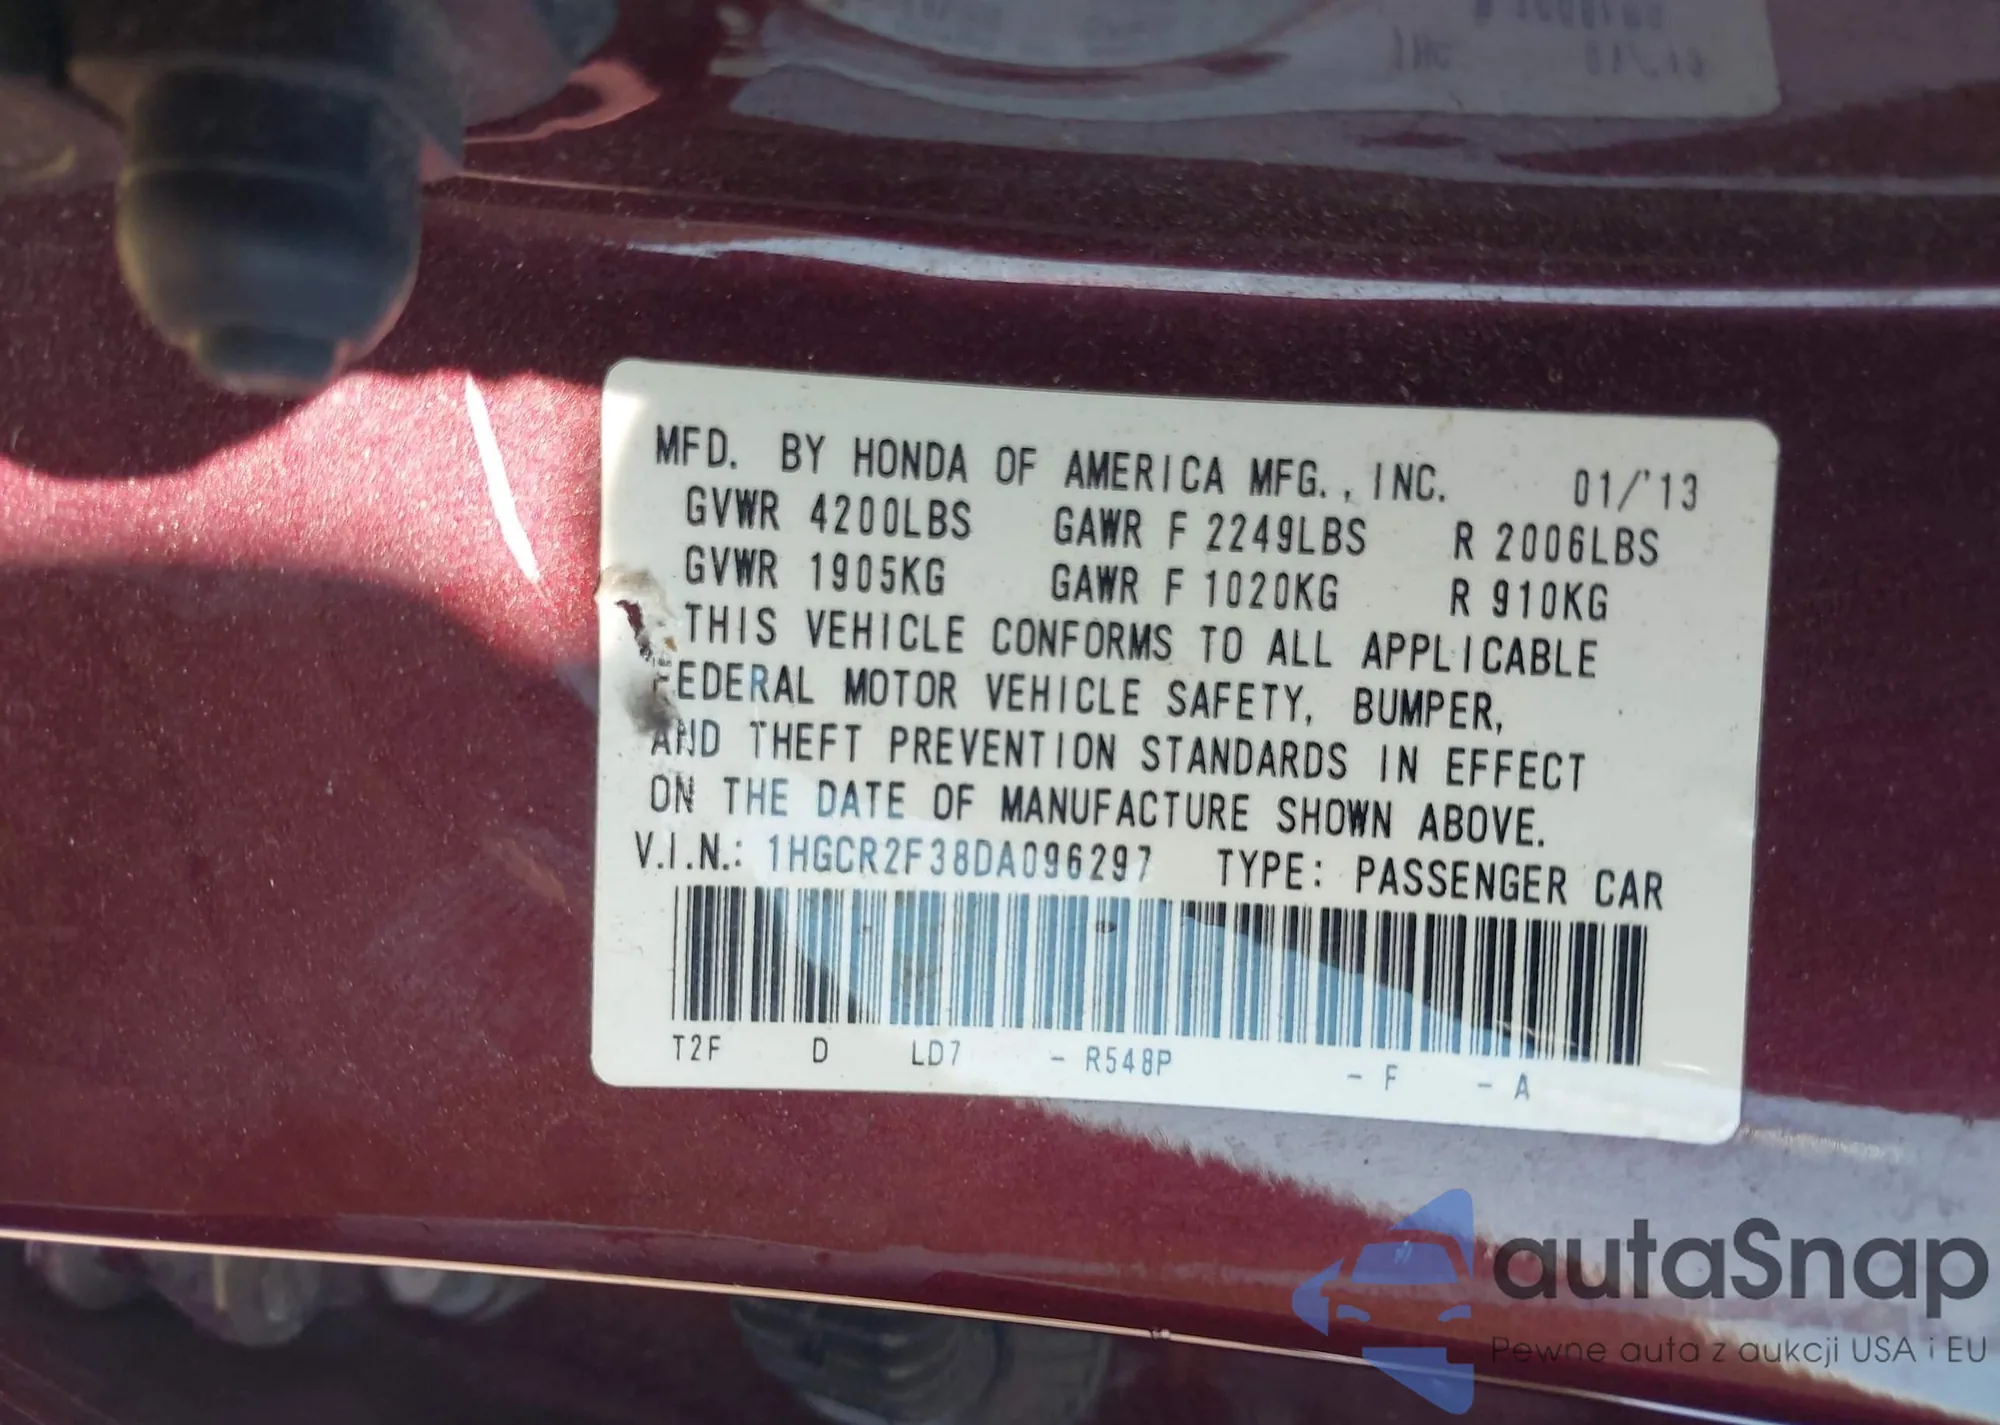 MFD. BY HONDA OF AMERICA MFG., INC. 01/'13
GVWR 4200LBS GAWR F 2249LBS R 2006LBS
GVWR 1905KG GAWR F 1020KG R 910KG
THIS VEHICLE CONFORMS TO ALL APPLICABLE
FEDERAL MOTOR VEHICLE SAFETY, BUMPER,
AND THEFT PREVENTION STANDARDS IN EFFECT
ON THE DATE OF MANUFACTURE SHOWN ABOVE.
V.I.N.: 1HGCR2F38DA096297 TYPE: PASSENGER CAR
T2F D LD7 - R548P - F - A
autaSnap
Pewne auta z aukcji USA i EU